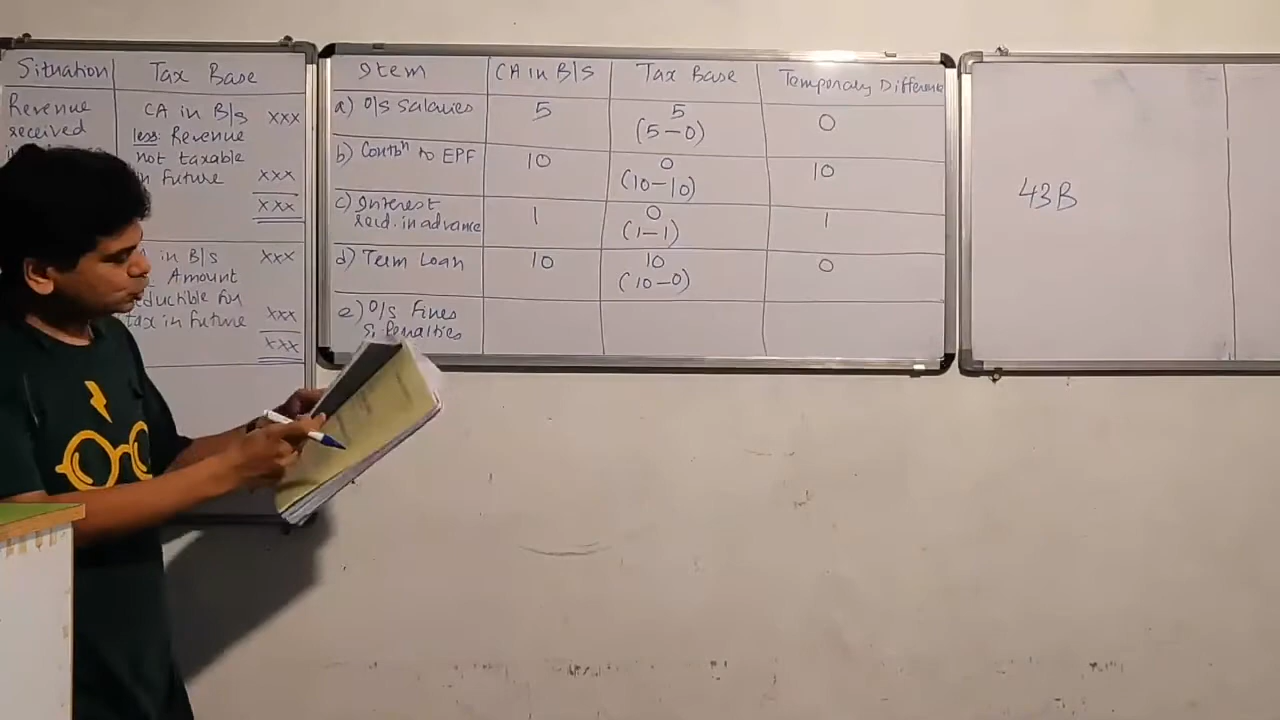 Situation Tax Base
Revenue
received
CA in B/S xxx
less: Revenue
not taxable
in Future xxx
xxx
in B/S xxx
Amount
deductible for
tax in Future xxx
xxx
Item CA in B/S Tax Base Temporary Difference
a) O/S Salaries 5 5 0
(5-0)
b) Contbn to EPF 10 0 10
(10-10)
c) Interest 1 0 1
recd. in advance (1-1)
d) Term Loan 10 10 0
(10-0)
e) O/S Fines
& Penalties
43B